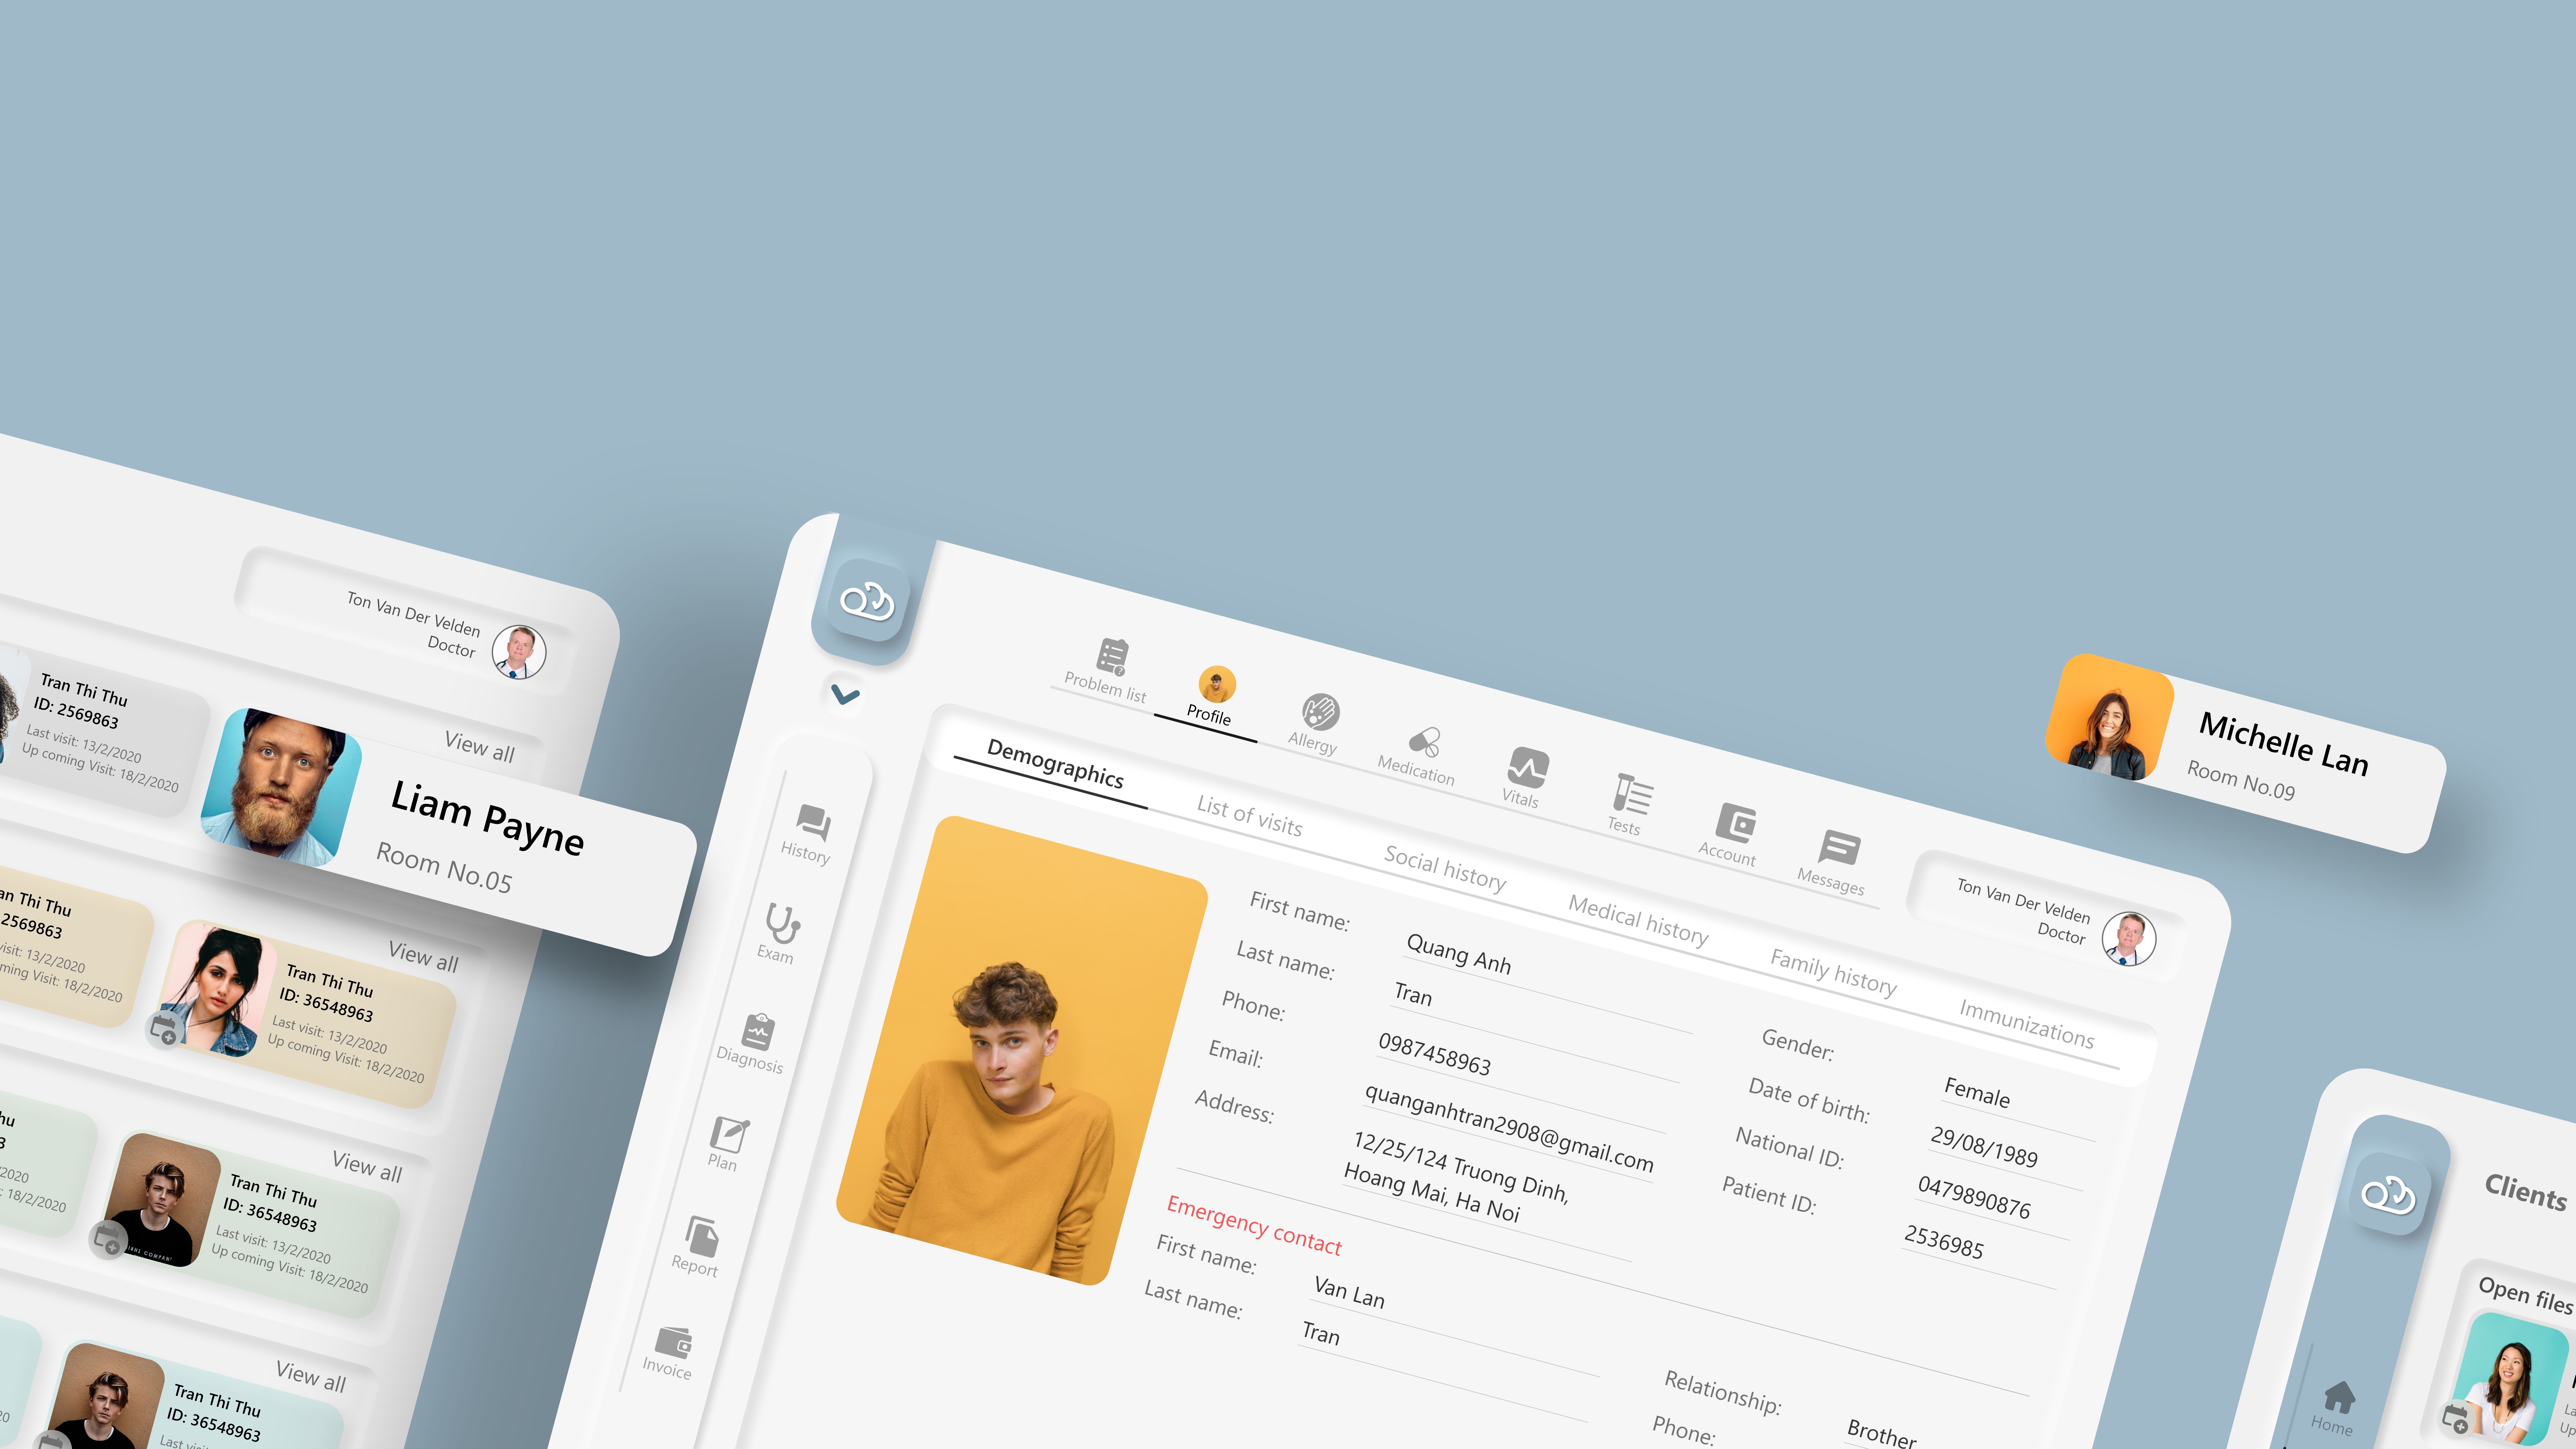 Ton Van Der Velden
Doctor
Tran Thi Thu
ID: 2569863
Last visit: 13/2/2020
Up coming Visit: 18/2/2020
View all
Liam Payne
Room No.05
an Thi Thu
2569863
visit: 13/2/2020
ming Visit: 18/2/2020
View all
Tran Thi Thu
ID: 36548963
Last visit: 13/2/2020
Up coming Visit: 18/2/2020
hu
3
/2020
: 18/2/2020
View all
Tran Thi Thu
ID: 36548963
Last visit: 13/2/2020
Up coming Visit: 18/2/2020
View all
Tran Thi Thu
ID: 36548963
Last visit: 13/2/2020
Problem list
Profile
Allergy
Medication
Vitals
Tests
Account
Messages
Ton Van Der Velden
Doctor
Demographics
List of visits
Social history
Medical history
Family history
Immunizations
History
Exam
Diagnosis
Plan
Report
Invoice
First name:
Quang Anh
Last name:
Tran
Phone:
0987458963
Email:
quanganhtran2908@gmail.com
Address:
12/25/124 Truong Dinh,
Hoang Mai, Ha Noi
Gender:
Female
Date of birth:
29/08/1989
National ID:
0479890876
Patient ID:
2536985
Emergency contact
First name:
Van Lan
Last name:
Tran
Relationship:
Brother
Phone:
Michelle Lan
Room No.09
Clients
Open files
Home